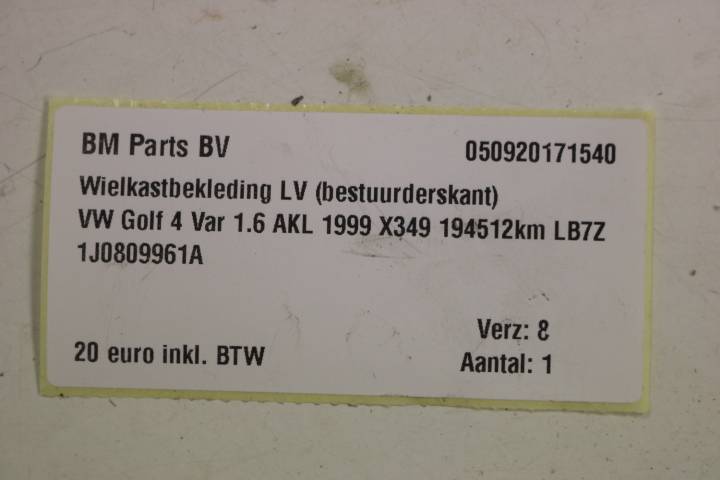 BM Parts BV 050920171540
Wielkastbekleding LV (bestuurderskant)
VW Golf 4 Var 1.6 AKL 1999 X349 194512km LB7Z
1J0809961A
Verz: 8
20 euro inkl. BTW Aantal: 1